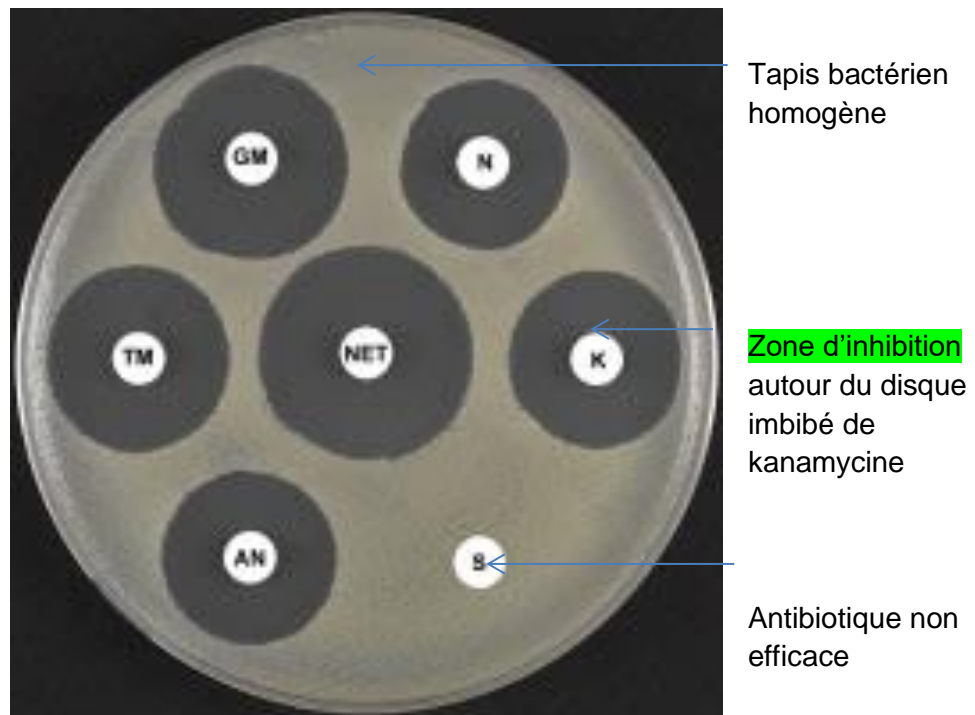 Tapis bactérien
homogène
GM
N
TM
NET
K
Zone d'inhibition
autour du disque
imbibé de
kanamycine
AN
S
Antibiotique non
efficace